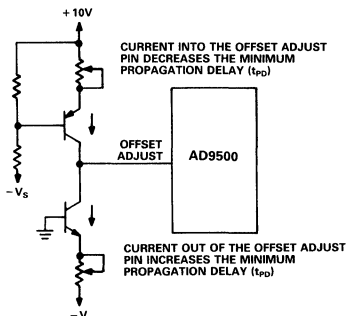 +10V
CURRENT INTO THE OFFSET ADJUST
PIN DECREASES THE MINIMUM
PROPAGATION DELAY (tPD)
OFFSET
ADJUST
AD9500
-VS
CURRENT OUT OF THE OFFSET ADJUST
PIN INCREASES THE MINIMUM
PROPAGATION DELAY (tPD)